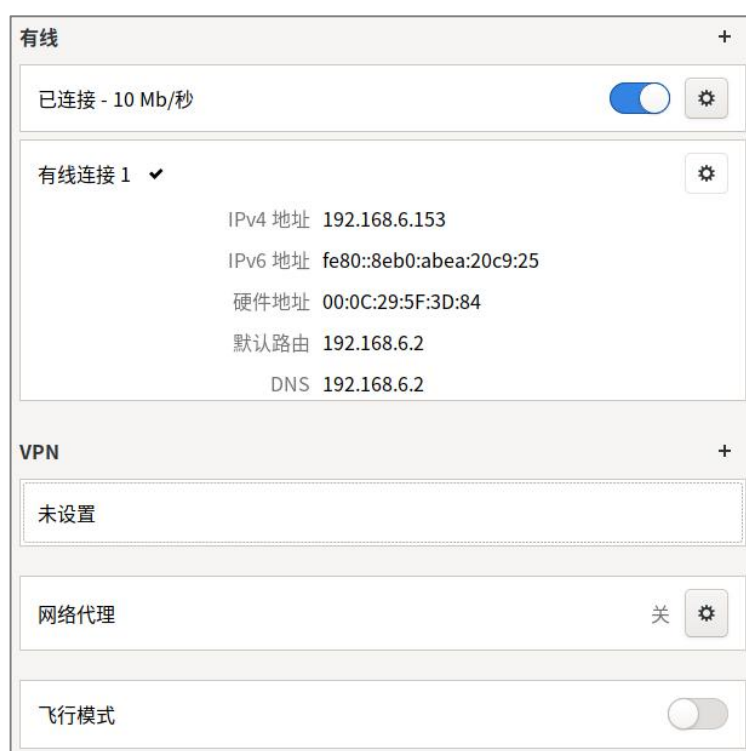 有线 +
已连接 - 10 Mb/秒
有线连接 1 ✔
IPv4 地址 192.168.6.153
IPv6 地址 fe80::8eb0:abea:20c9:25
硬件地址 00:0C:29:5F:3D:84
默认路由 192.168.6.2
DNS 192.168.6.2
VPN +
未设置
网络代理 关
飞行模式